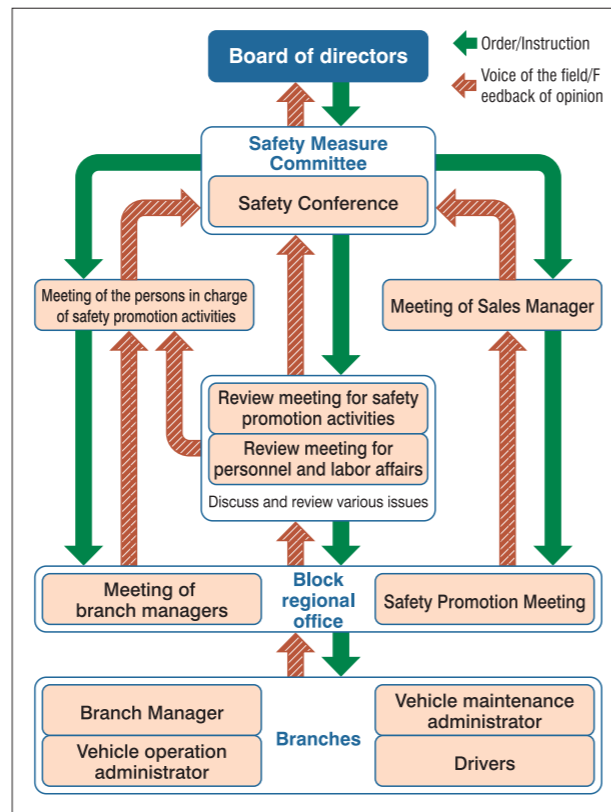 Board of directors
Order/Instruction
Voice of the field/F
eedback of opinion
Safety Measure
Committee
Safety Conference
Meeting of the persons in charge
of safety promotion activities
Meeting of Sales Manager
Review meeting for safety
promotion activities
Review meeting for
personnel and labor affairs
Discuss and review various issues
Meeting of
branch managers
Block
regional
office
Safety Promotion Meeting
Branch Manager
Vehicle operation
administrator
Branches
Vehicle maintenance
administrator
Drivers